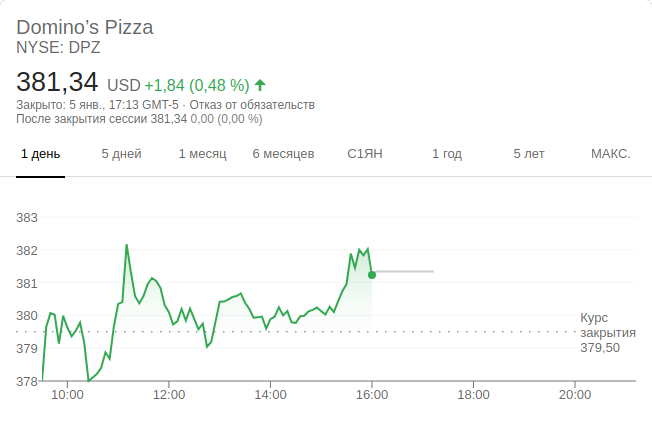 Domino’s Pizza
NYSE: DPZ
381,34 USD +1,84 (0,48 %)
Закрыто: 5 янв., 17:13 GMT-5 · Отказ от обязательств
После закрытия сессии 381,34 0,00 (0,00 %)
1 день 5 дней 1 месяц 6 месяцев С1ЯН 1 год 5 лет МАКС.
383
382
381
380
379
378
Курс
закрытия
379,50
10:00 12:00 14:00 16:00 18:00 20:00